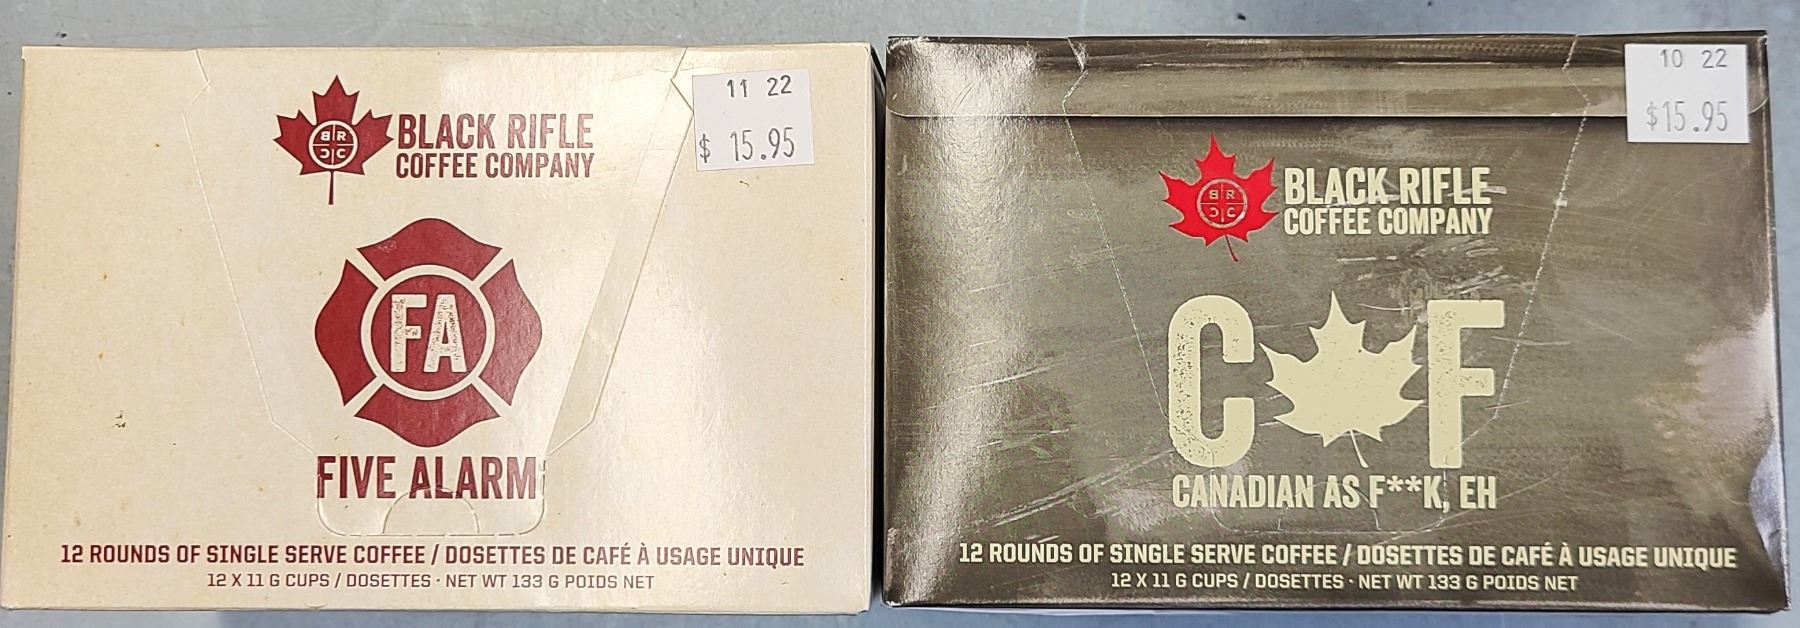 11 22
$ 15.95
BRCC
BLACK RIFLE
COFFEE COMPANY
FA
FIVE ALARM
12 ROUNDS OF SINGLE SERVE COFFEE / DOSETTES DE CAFÉ À USAGE UNIQUE
12 X 11 G CUPS / DOSETTES · NET WT 133 G POIDS NET
10 22
$15.95
BRCC
BLACK RIFLE
COFFEE COMPANY
C F
CANADIAN AS F**K, EH
12 ROUNDS OF SINGLE SERVE COFFEE / DOSETTES DE CAFÉ À USAGE UNIQUE
12 X 11 G CUPS / DOSETTES · NET WT 133 G POIDS NET